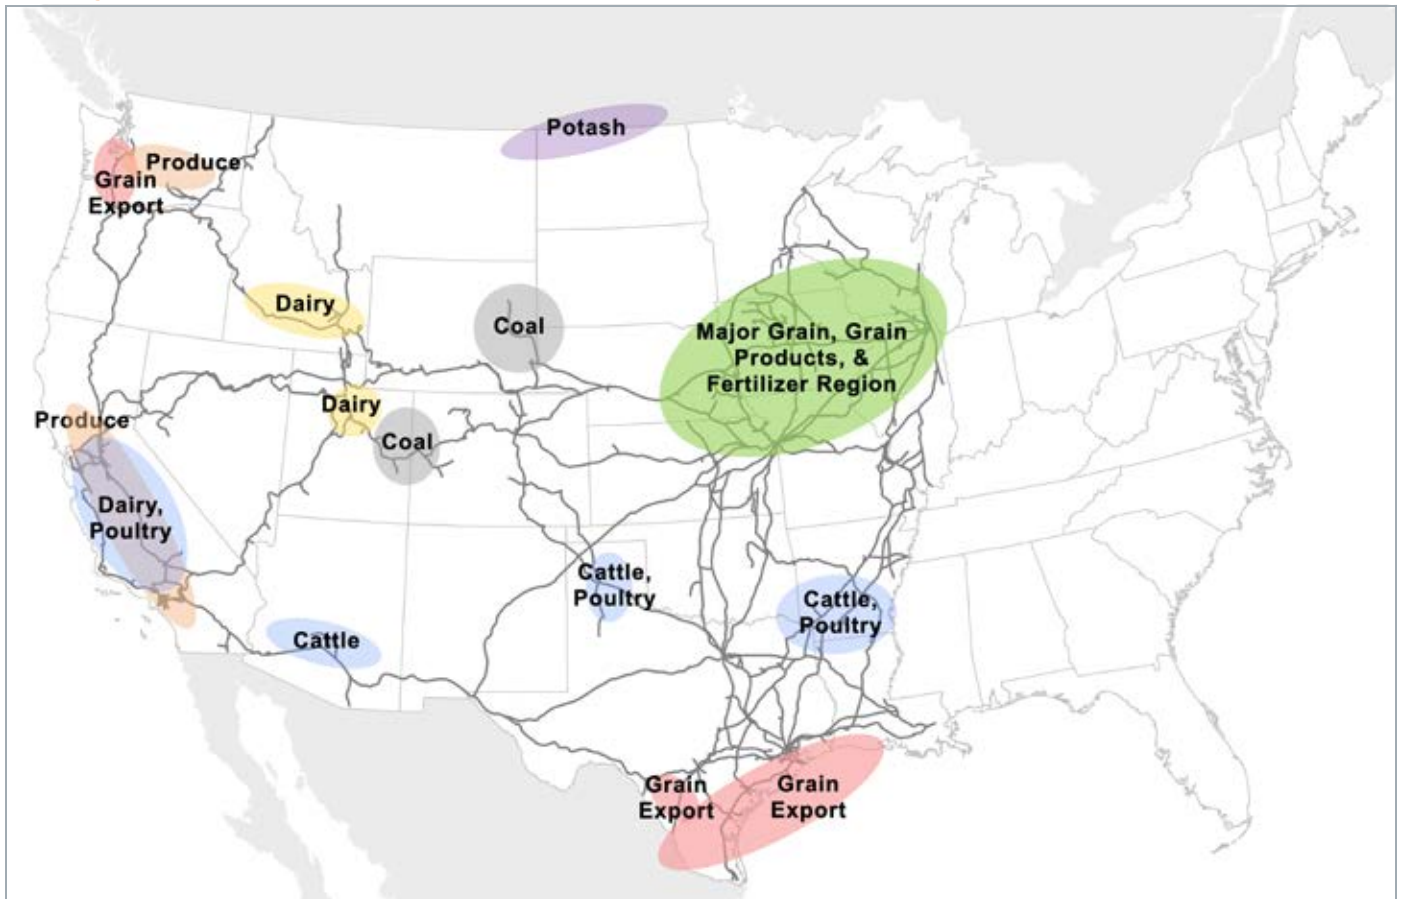 Potash
Produce
Grain
Export
Dairy
Coal
Major Grain, Grain
Products, &
Fertilizer Region
Dairy
Produce
Coal
Dairy,
Poultry
Cattle,
Poultry
Cattle,
Poultry
Cattle
Grain
Export
Grain
Export